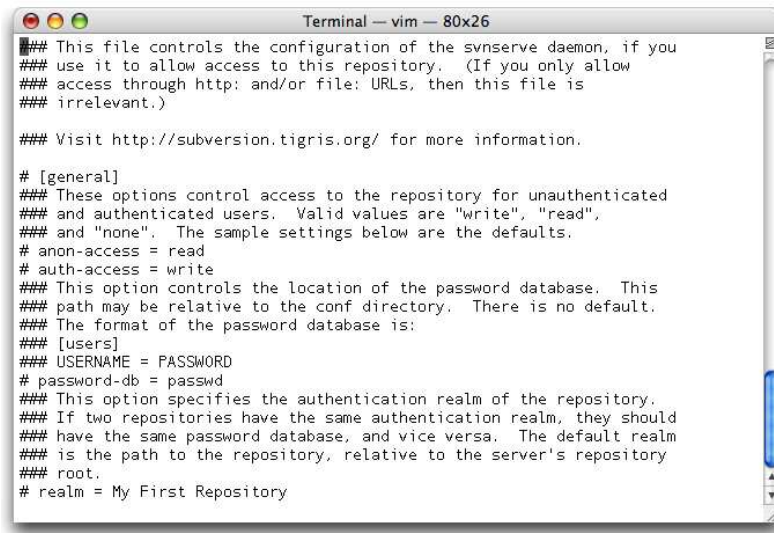 Terminal — vim — 80x26
### This file controls the configuration of the svnserve daemon, if you
### use it to allow access to this repository.  (If you only allow
### access through http: and/or file: URLs, then this file is
### irrelevant.)
### Visit http://subversion.tigris.org/ for more information.
# [general]
### These options control access to the repository for unauthenticated
### and authenticated users.  Valid values are "write", "read",
### and "none".  The sample settings below are the defaults.
# anon-access = read
# auth-access = write
### This option controls the location of the password database.  This
### path may be relative to the conf directory.  There is no default.
### The format of the password database is:
### [users]
### USERNAME = PASSWORD
# password-db = passwd
### This option specifies the authentication realm of the repository.
### If two repositories have the same authentication realm, they should
### have the same password database, and vice versa.  The default realm
### is the path to the repository, relative to the server's repository
### root.
# realm = My First Repository